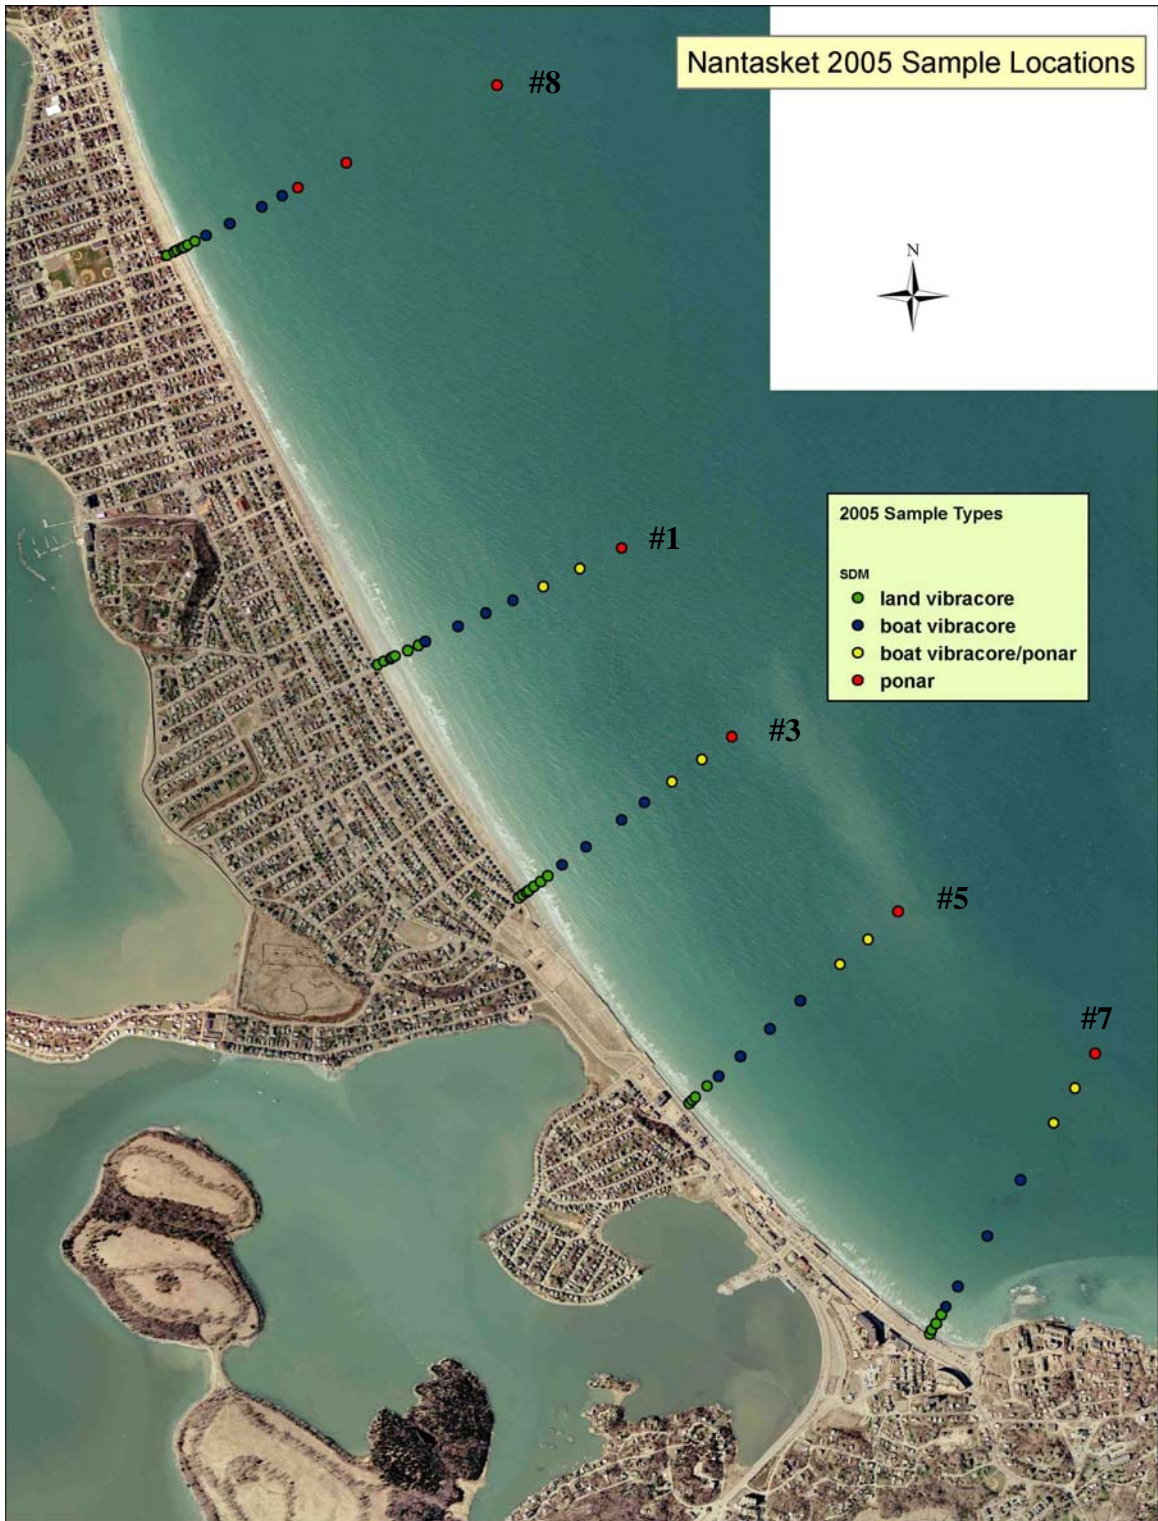 Nantasket 2005 Sample Locations
#8
N
2005 Sample Types
#1
SDM
land vibracore
boat vibracore
boat vibracore/ponar
ponar
#3
#5
#7